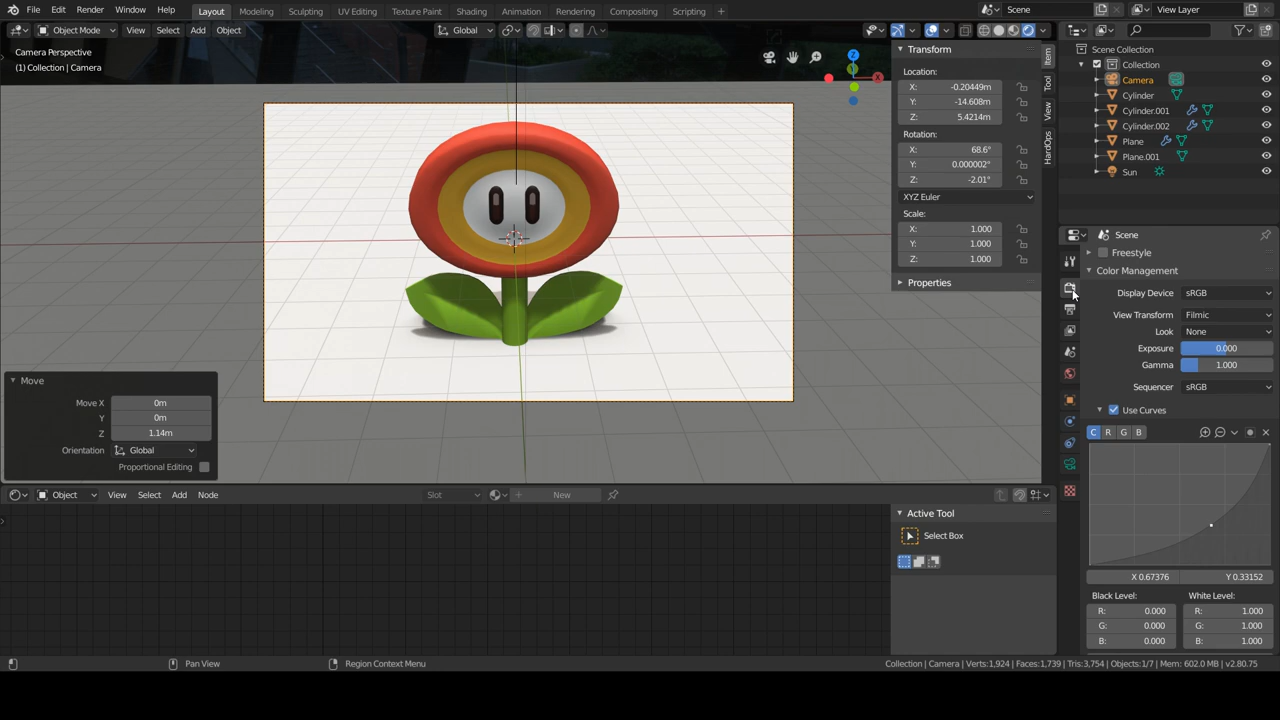 File Edit Render Window Help Layout Modeling Sculpting UV Editing Texture Paint Shading Animation Rendering Compositing Scripting + Scene View Layer
Object Mode View Select Add Object Global
Camera Perspective
(1) Collection | Camera
Z
X
Transform
Location:
X: -0.20449m
Y: -14.608m
Z: 5.4214m
Rotation:
X: 68.6°
Y: 0.000002°
Z: -2.01°
XYZ Euler
Scale:
X: 1.000
Y: 1.000
Z: 1.000
Properties
Item
Tool
View
HardOps
Scene Collection
Collection
Camera
Cylinder
Cylinder.001
Cylinder.002
Plane
Plane.001
Sun
Scene
Freestyle
Color Management
Display Device sRGB
View Transform Filmic
Look None
Exposure 0.000
Gamma 1.000
Sequencer sRGB
Use Curves
C R G B
X 0.67376 Y 0.33152
Black Level: White Level:
R: 0.000 R: 1.000
G: 0.000 G: 1.000
B: 0.000 B: 1.000
Move
Move X 0m
Y 0m
Z 1.14m
Orientation Global
Proportional Editing
Object View Select Add Node Slot New
Active Tool
Select Box
Pan View Region Context Menu Collection | Camera | Verts:1,924 | Faces:1,739 | Tris:3,754 | Objects:1/7 | Mem: 602.0 MB | v2.80.75